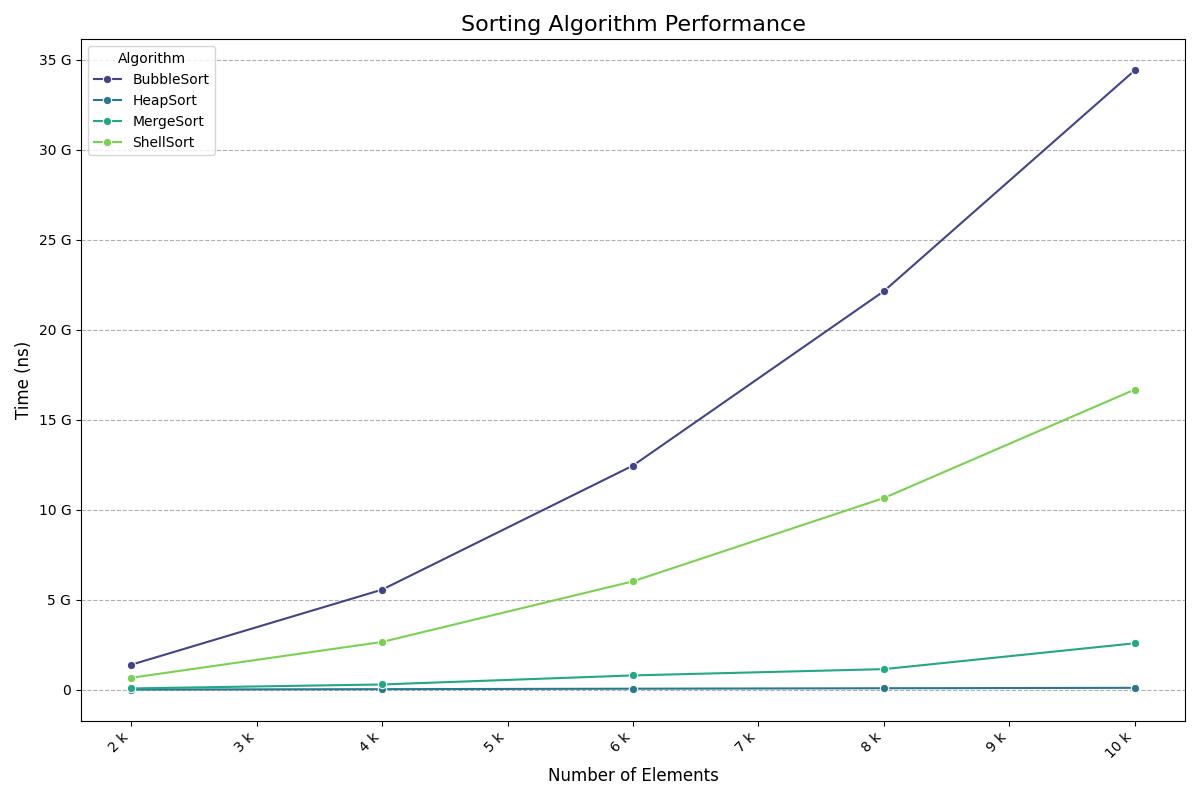 Sorting Algorithm Performance
Algorithm
BubbleSort
HeapSort
MergeSort
ShellSort
Time (ns)
35 G
30 G
25 G
20 G
15 G
10 G
5 G
0
2 k
3 k
4 k
5 k
6 k
7 k
8 k
9 k
10 k
Number of Elements